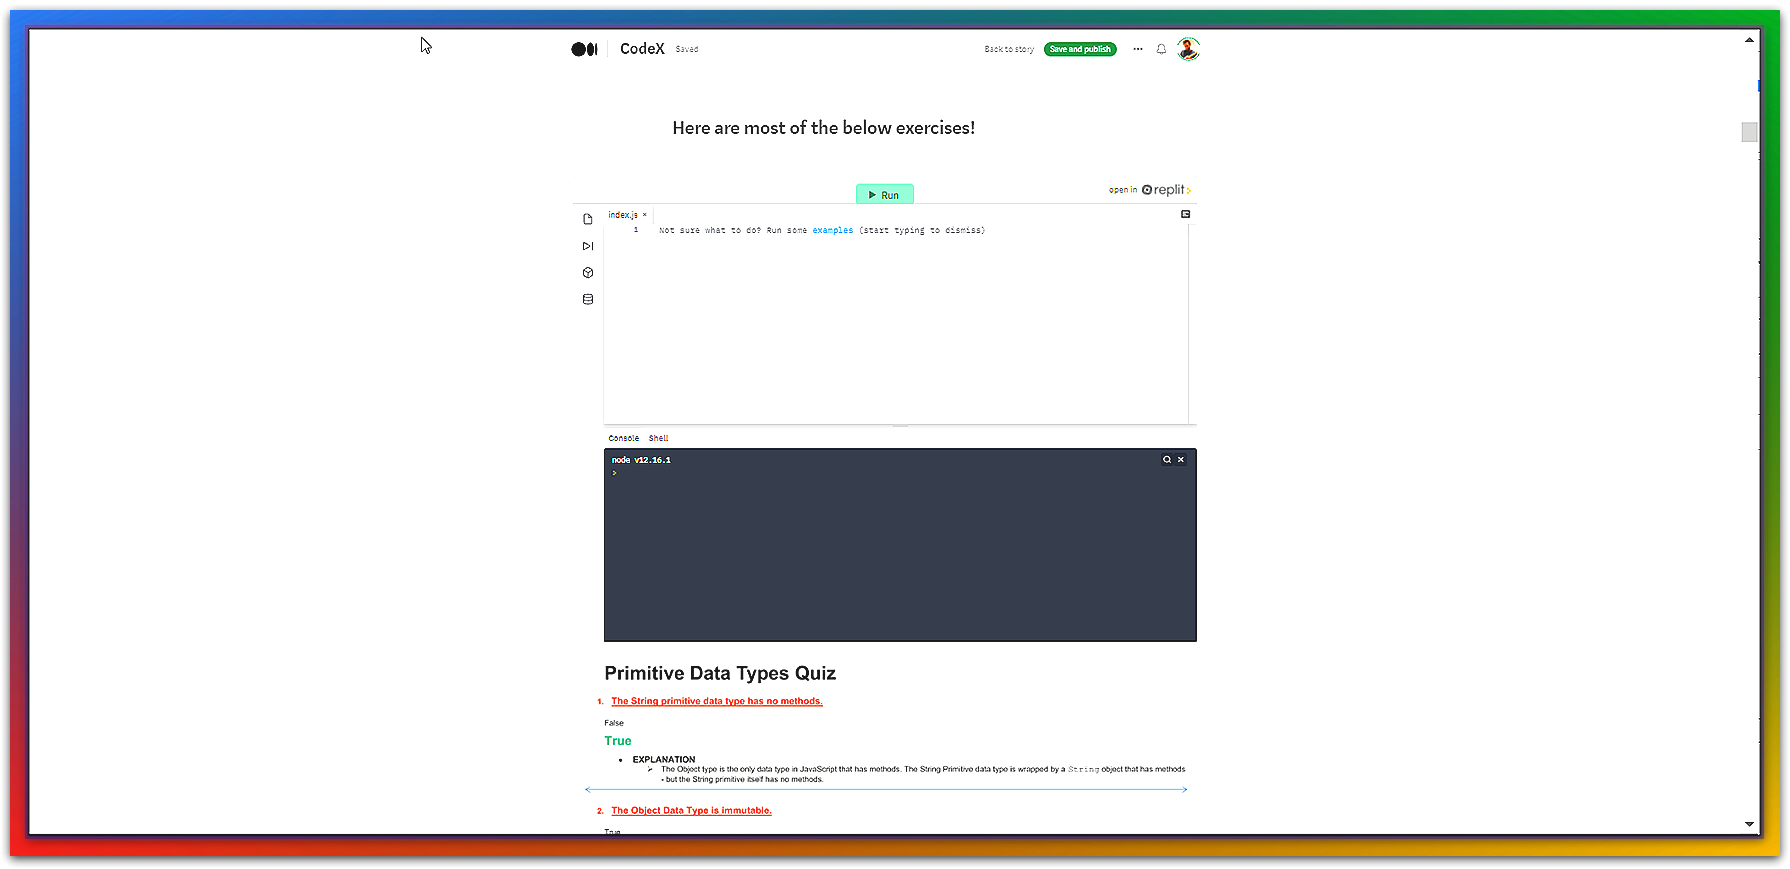 CodeX Saved Back to story Save and publish
Here are most of the below exercises!
Run
open in replit
index.js ×
1 Not sure what to do? Run some examples (start typing to dismiss)
Console Shell
node v12.16.1
>
Primitive Data Types Quiz
1. The String primitive data type has no methods.
False
True
• EXPLANATION
➢ The Object type is the only data type in JavaScript that has methods. The String Primitive data type is wrapped by a String object that has methods
- but the String primitive itself has no methods.
2. The Object Data Type is immutable.
True